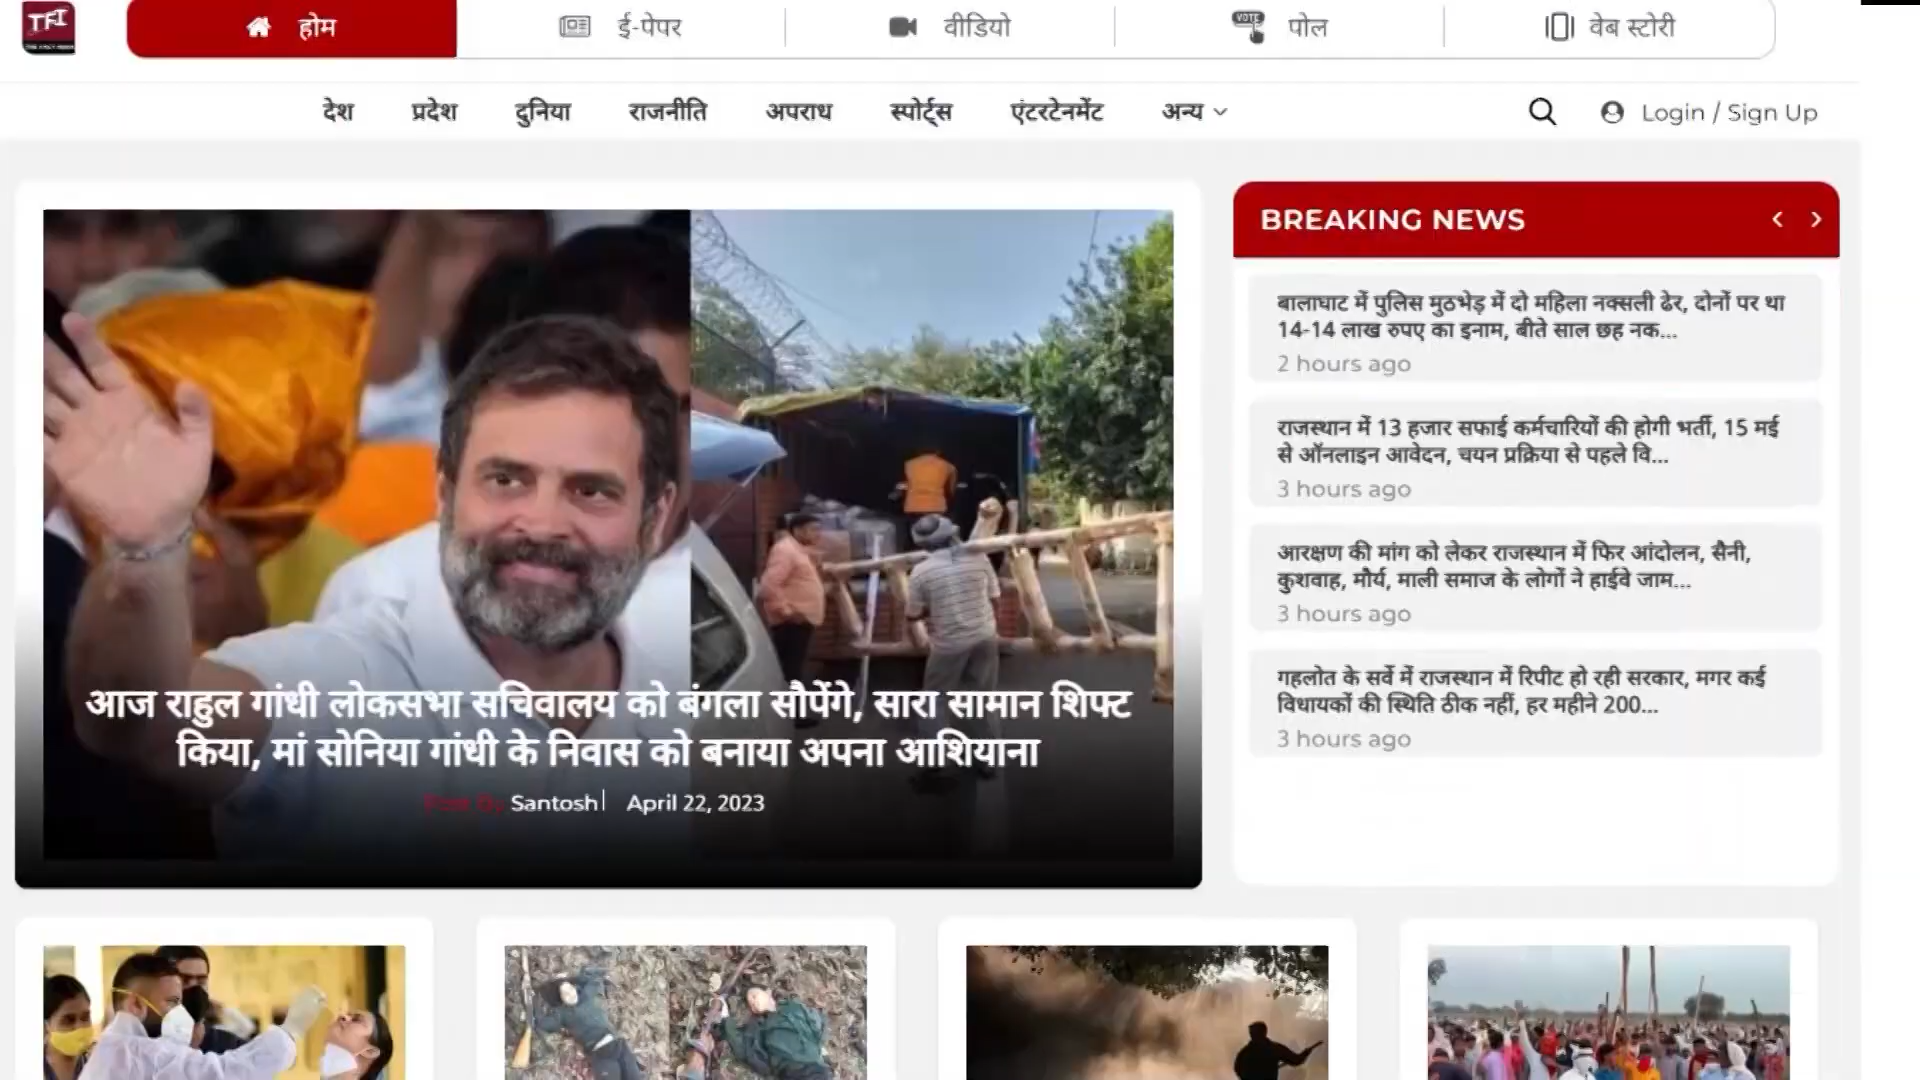 TFI
होम
ई-पेपर
वीडियो
VOTE
पोल
वेब स्टोरी
देश
प्रदेश
दुनिया
राजनीति
अपराध
स्पोर्ट्स
एंटरटेनमेंट
अन्य
Login / Sign Up
आज राहुल गांधी लोकसभा सचिवालय को बंगला सौपेंगे, सारा सामान शिफ्ट
किया, मां सोनिया गांधी के निवास को बनाया अपना आशियाना
Post By Santosh| April 22, 2023
BREAKING NEWS
बालाघाट में पुलिस मुठभेड़ में दो महिला नक्सली ढेर, दोनों पर था
14-14 लाख रुपए का इनाम, बीते साल छह नक...
2 hours ago
राजस्थान में 13 हजार सफाई कर्मचारियों की होगी भर्ती, 15 मई
से ऑनलाइन आवेदन, चयन प्रक्रिया से पहले वि...
3 hours ago
आरक्षण की मांग को लेकर राजस्थान में फिर आंदोलन, सैनी,
कुशवाह, मौर्य, माली समाज के लोगों ने हाईवे जाम...
3 hours ago
गहलोत के सर्वे में राजस्थान में रिपीट हो रही सरकार, मगर कई
विधायकों की स्थिति ठीक नहीं, हर महीने 200...
3 hours ago